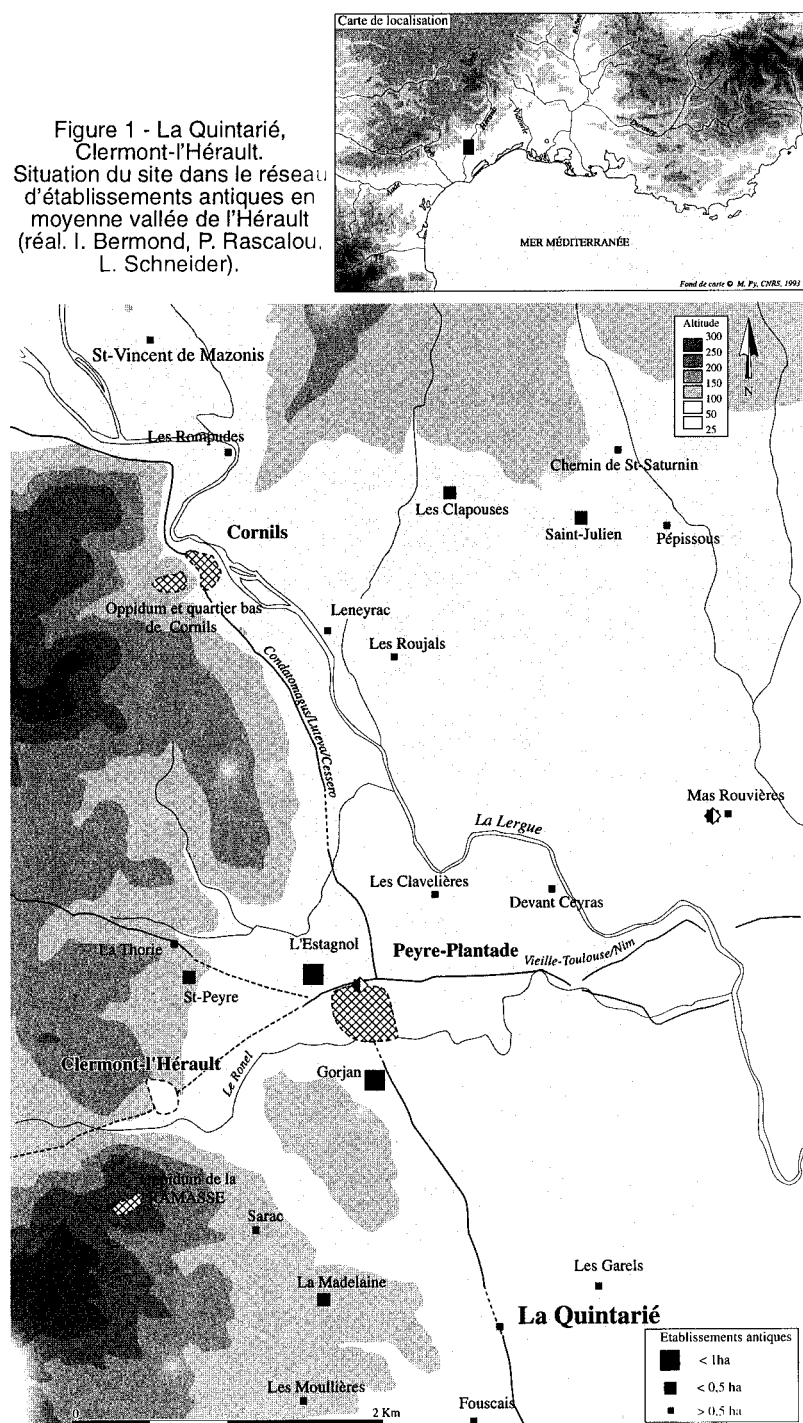 Carte de localisation
MER MÉDITERRANÉE
Fond de carte © M. Py, CNRS, 1993
Figure 1 - La Quintarié,
Clermont-l'Hérault.
Situation du site dans le réseau
d'établissements antiques en
moyenne vallée de l'Hérault
(réal. I. Bermond, P. Rascalou,
L. Schneider).
Altitude
300
250
200
150
100
50
25
N
St-Vincent de Mazonis
Les Rompudes
Chemin de St-Saturnin
Les Clapouses
Saint-Julien
Pépissous
Cornils
Oppidum et quartier bas
de Cornils
Leneyrac
Les Roujals
Condatomagus/Luteva/Cessero
Mas Rouvières
La Lergue
Les Clavelières
Devant Ceyras
La Thorie
L'Estagnol
Peyre-Plantade
Vieille-Toulouse/Nim
St-Peyre
Clermont-l'Hérault
Le Ronel
Gorjan
Oppidum de la
RAMASSE
Sarac
Les Garels
La Madelaine
La Quintarié
Les Moullières
Fouscais
0
2 Km
Etablissements antiques
< 1ha
< 0,5 ha
> 0,5 ha